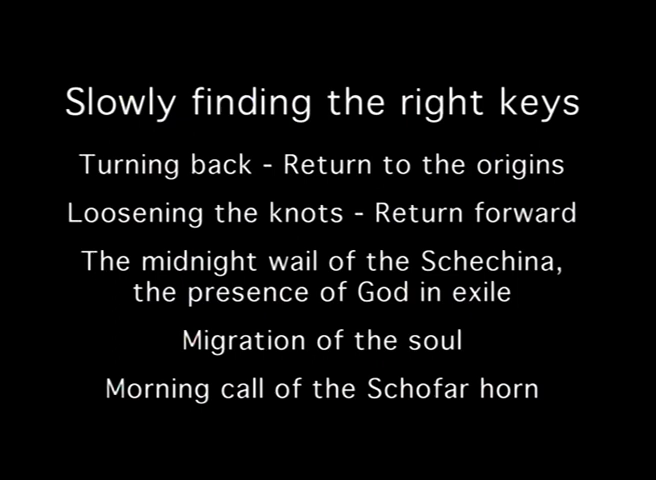 Slowly finding the right keys
Turning back - Return to the origins
Loosening the knots - Return forward
The midnight wail of the Schechina,
the presence of God in exile
Migration of the soul
Morning call of the Schofar horn